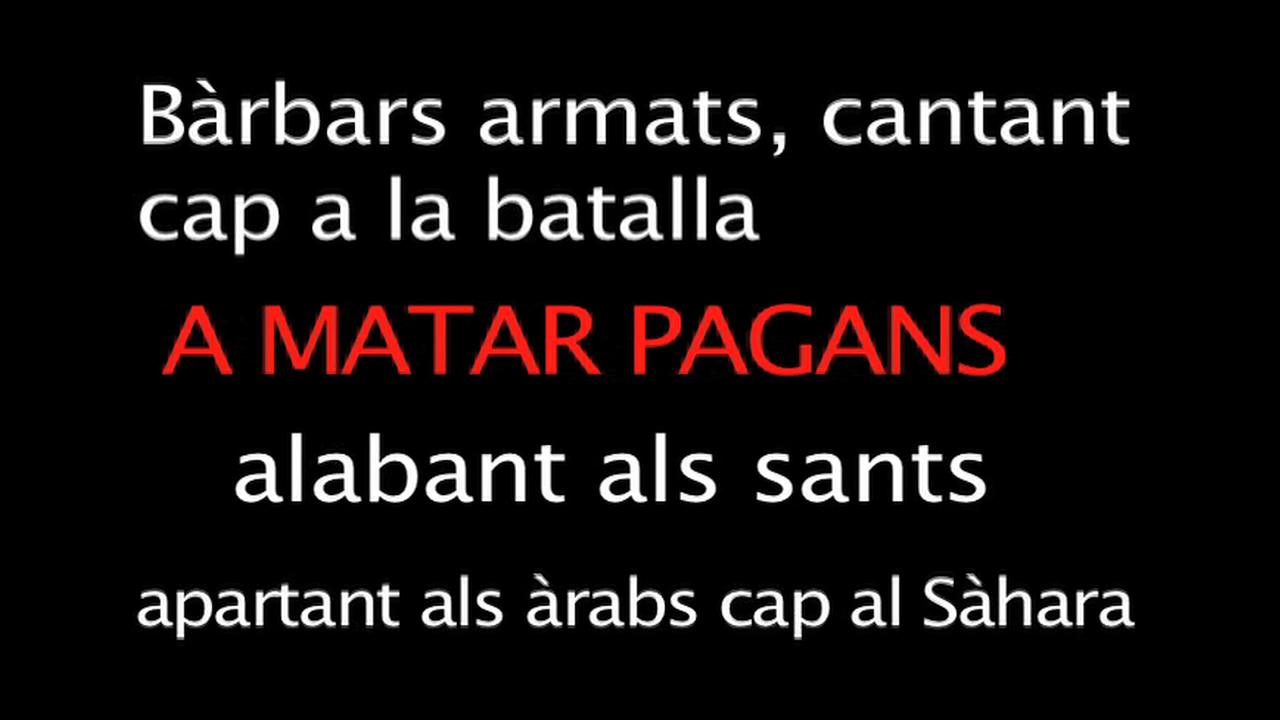 Bàrbars armats, cantant
cap a la batalla
A MATAR PAGANS
alabant als sants
apartant als àrabs cap al Sàhara